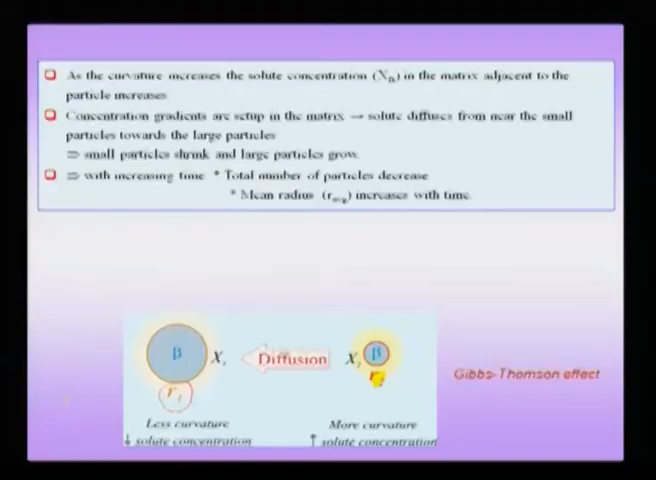 As the curvature increases the solute concentration (XB) in the matrix adjacent to the
particle increases
Concentration gradients are setup in the matrix → solute diffuses from near the small
particles towards the large particles
⇒ small particles shrink and large particles grow.
⇒ with increasing time * Total number of particles decrease
* Mean radius (ravg) increases with time.
β X Diffusion X β
r1
Gibbs-Thomson effect
Less curvature More curvature
↓ solute concentration ↑ solute concentration